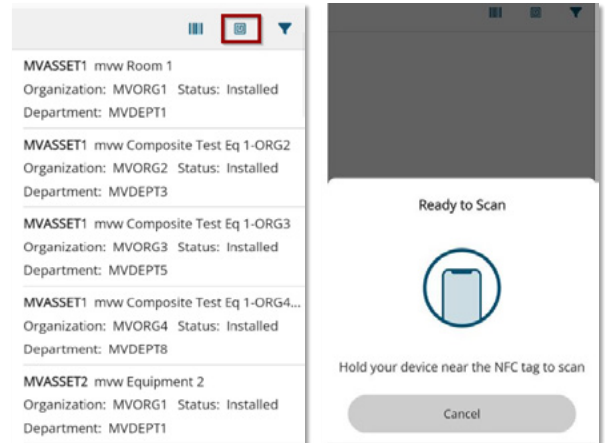 MVASSET1 mvw Room 1
Organization: MVORG1 Status: Installed
Department: MVDEPT1
MVASSET1 mvw Composite Test Eq 1-ORG2
Organization: MVORG2 Status: Installed
Department: MVDEPT3
MVASSET1 mvw Composite Test Eq 1-ORG3
Organization: MVORG3 Status: Installed
Department: MVDEPT5
MVASSET1 mvw Composite Test Eq 1-ORG4...
Organization: MVORG4 Status: Installed
Department: MVDEPT8
MVASSET2 mvw Equipment 2
Organization: MVORG1 Status: Installed
Department: MVDEPT1
Ready to Scan
Hold your device near the NFC tag to scan
Cancel